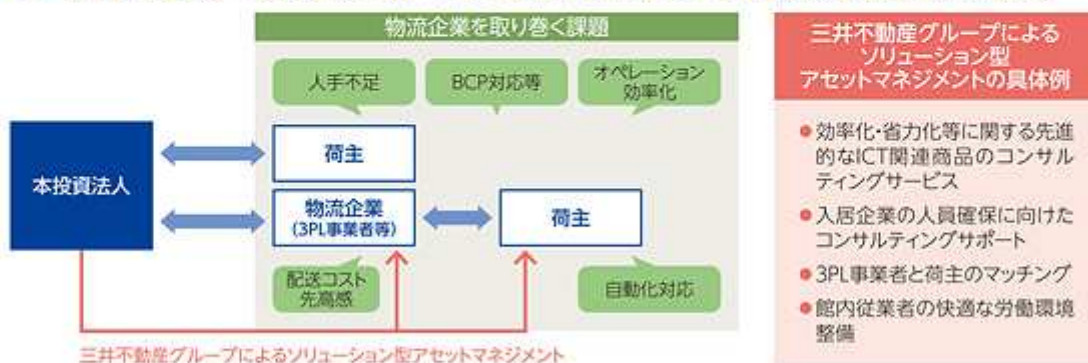 物流企業を取り巻く課題
人手不足
BCP対応等
オペレーション
効率化
本投資法人
荷主
物流企業
(3PL事業者等)
荷主
配送コスト
先高感
自動化対応
三井不動産グループによるソリューション型アセットマネジメント
三井不動産グループによる
ソリューション型
アセットマネジメントの具体例
●効率化・省力化等に関する先進
的なICT関連商品のコンサル
ティングサービス
●入居企業の人員確保に向けた
コンサルティングサポート
●3PL事業者と荷主のマッチング
●館内従業者の快適な労働環境
整備